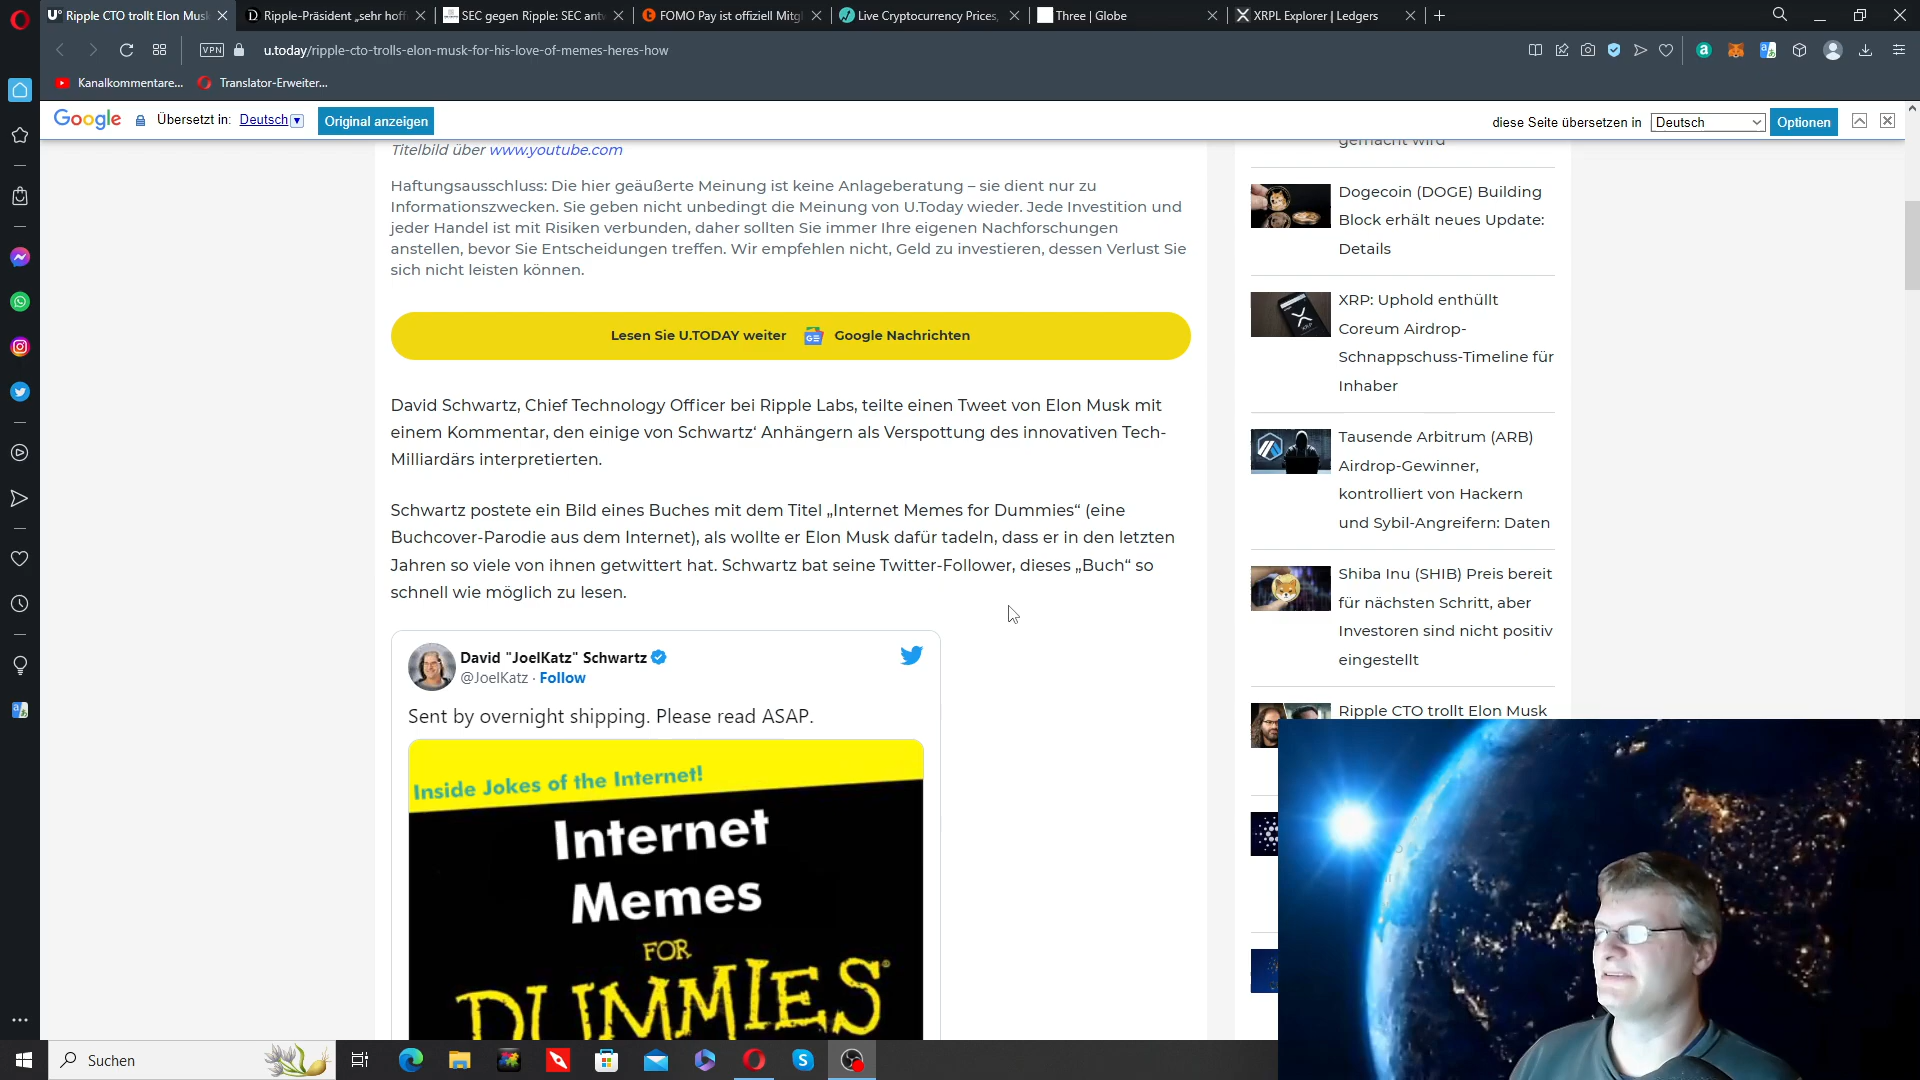 Ripple CTO trollt Elon Mus
Ripple-Präsident „sehr hoff
SEC gegen Ripple: SEC ant
FOMO Pay ist offiziell Mitg
Live Cryptocurrency Prices,
Three | Globe
XRPL Explorer | Ledgers
VPN
u.today/ripple-cto-trolls-elon-musk-for-his-love-of-memes-heres-how
Kanalkommentare...
Translator-Erweiter...
Google
Übersetzt in:
Deutsch
Original anzeigen
diese Seite übersetzen in
Deutsch
Optionen
Titelbild über www.youtube.com
Haftungsausschluss: Die hier geäußerte Meinung ist keine Anlageberatung – sie dient nur zu
Informationszwecken. Sie geben nicht unbedingt die Meinung von U.Today wieder. Jede Investition und
jeder Handel ist mit Risiken verbunden, daher sollten Sie immer Ihre eigenen Nachforschungen
anstellen, bevor Sie Entscheidungen treffen. Wir empfehlen nicht, Geld zu investieren, dessen Verlust Sie
sich nicht leisten können.
Lesen Sie U.TODAY weiter
Google Nachrichten
David Schwartz, Chief Technology Officer bei Ripple Labs, teilte einen Tweet von Elon Musk mit
einem Kommentar, den einige von Schwartz‘ Anhängern als Verspottung des innovativen Tech-
Milliardärs interpretierten.
Schwartz postete ein Bild eines Buches mit dem Titel „Internet Memes for Dummies“ (eine
Buchcover-Parodie aus dem Internet), als wollte er Elon Musk dafür tadeln, dass er in den letzten
Jahren so viele von ihnen getwittert hat. Schwartz bat seine Twitter-Follower, dieses „Buch“ so
schnell wie möglich zu lesen.
David "JoelKatz" Schwartz
@JoelKatz · Follow
Sent by overnight shipping. Please read ASAP.
Inside Jokes of the Internet!
Internet
Memes
FOR
DUMMIES®
gemacht wird
Dogecoin (DOGE) Building
Block erhält neues Update:
Details
XRP: Uphold enthüllt
Coreum Airdrop-
Schnappschuss-Timeline für
Inhaber
Tausende Arbitrum (ARB)
Airdrop-Gewinner,
kontrolliert von Hackern
und Sybil-Angreifern: Daten
Shiba Inu (SHIB) Preis bereit
für nächsten Schritt, aber
Investoren sind nicht positiv
eingestellt
Ripple CTO trollt Elon Musk
Suchen